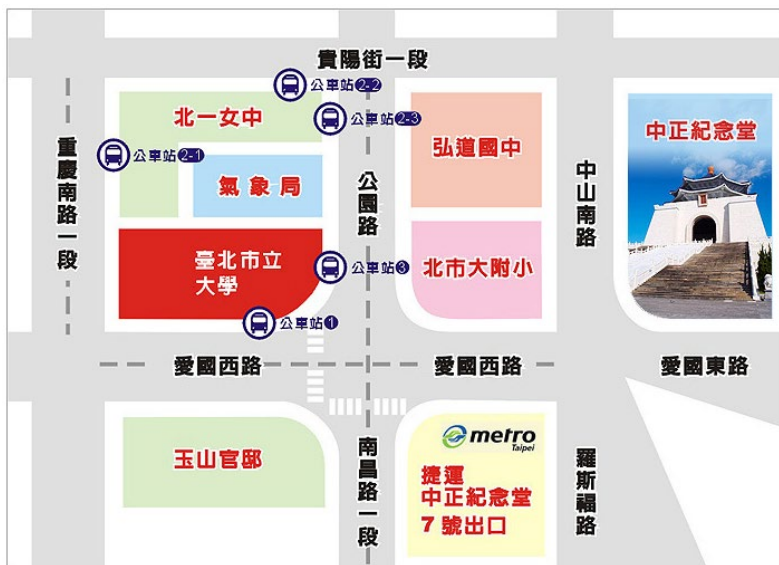 貴陽街一段
公車站2-2
北一女中
公車站2-3
中正紀念堂
弘道國中
公車站2-1
重慶南路一段
氣象局
公園路
中山南路
臺北市立
大學
公車站3
北市大附小
公車站1
愛國西路
愛國西路
愛國東路
玉山官邸
南昌路一段
metro
Taipei
捷運
中正紀念堂
7號出口
羅斯福路